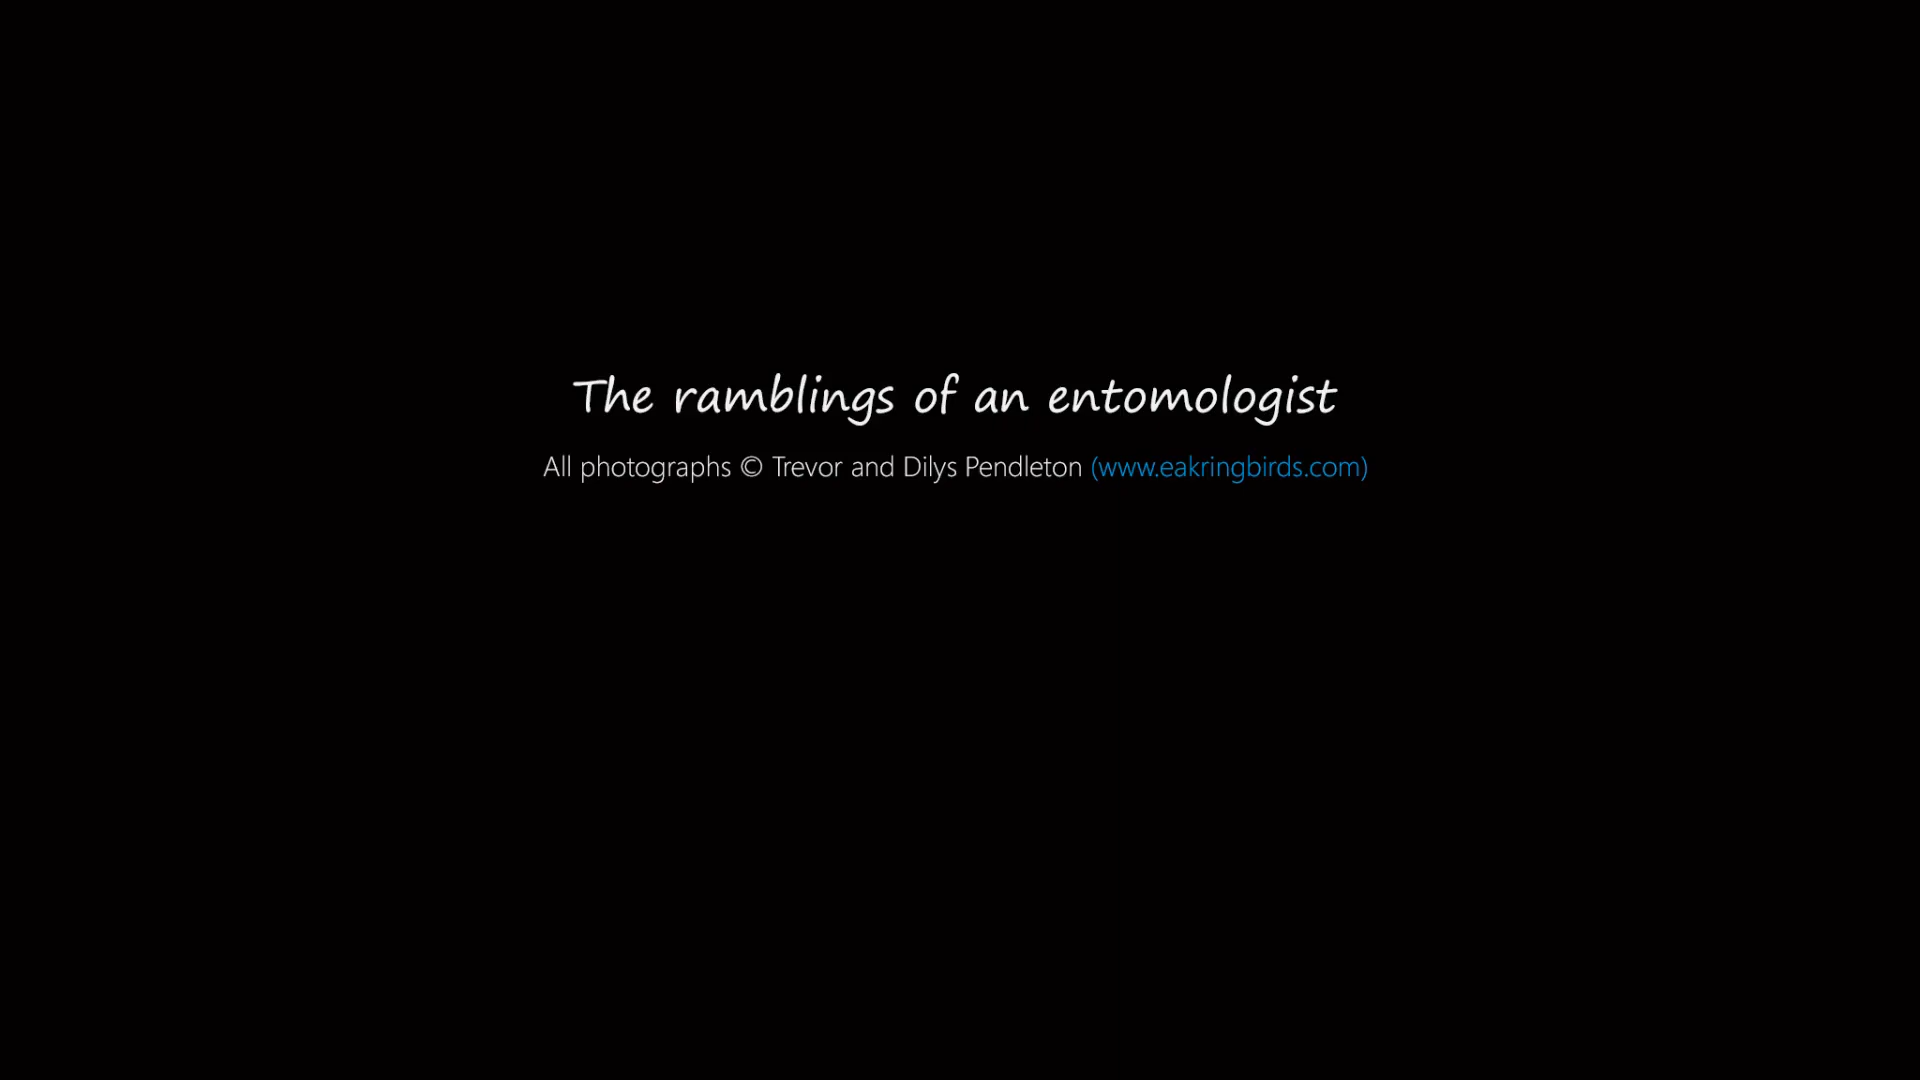 The ramblings of an entomologist
All photographs © Trevor and Dilys Pendleton (www.eakringbirds.com)